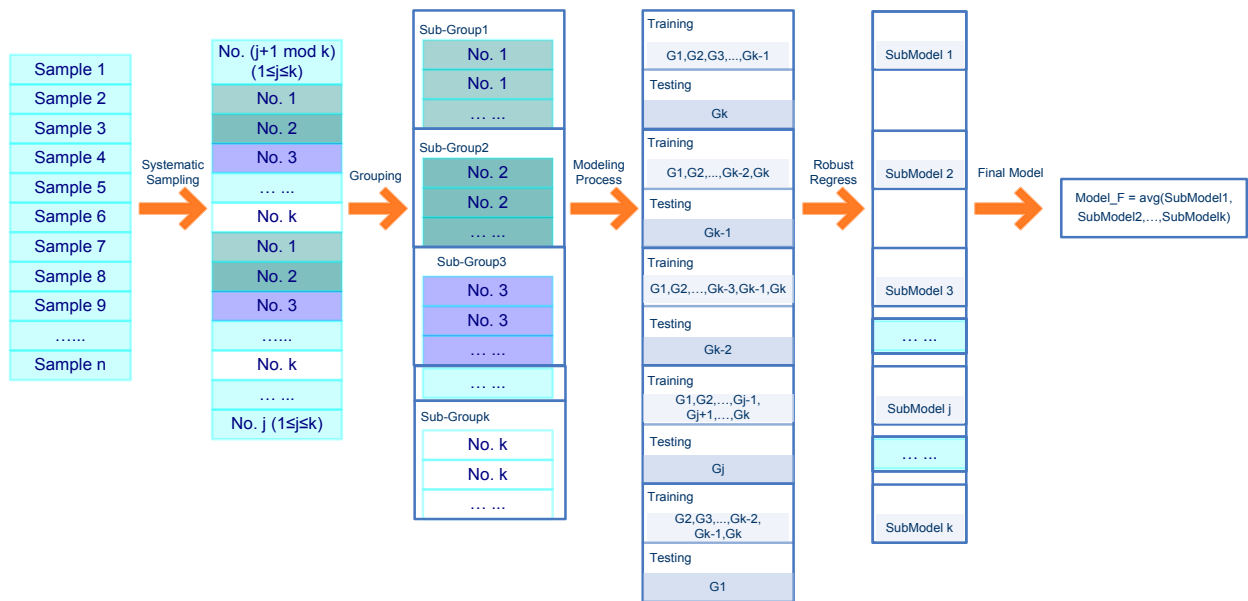 Sample 1
Sample 2
Sample 3
Sample 4
Sample 5
Sample 6
Sample 7
Sample 8
Sample 9
…...
Sample n
Systematic
Sampling
No. (j+1 mod k)
(1≤j≤k)
No. 1
No. 2
No. 3
… ...
No. k
No. 1
No. 2
No. 3
…...
No. k
… ...
No. j (1≤j≤k)
Grouping
Sub-Group1
No. 1
No. 1
… ...
Sub-Group2
No. 2
No. 2
… ...
Sub-Group3
No. 3
No. 3
… ...
… ...
Sub-Groupk
No. k
No. k
… ...
Modeling
Process
Training
G1,G2,G3,...,Gk-1
Testing
Gk
Training
G1,G2,...,Gk-2,Gk
Testing
Gk-1
Training
G1,G2,…,Gk-3,Gk-1,Gk
Testing
Gk-2
Training
G1,G2,…,Gj-1,
Gj+1,…,Gk
Testing
Gj
Training
G2,G3,...,Gk-2,
Gk-1,Gk
Testing
G1
Robust
Regress
SubModel 1
SubModel 2
SubModel 3
… ...
SubModel j
… ...
SubModel k
Final Model
Model_F = avg(SubModel1,
SubModel2,…,SubModelk)